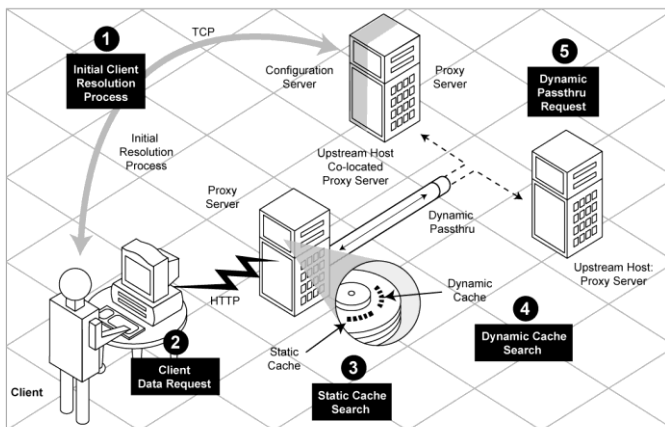 1
Initial Client
Resolution
Process
TCP
Configuration
Server
Proxy
Server
5
Dynamic
Passthru
Request
Initial
Resolution
Process
Upstream Host
Co-located
Proxy Server
Proxy
Server
Dynamic
Passthru
Upstream Host:
Proxy Server
HTTP
Dynamic
Cache
Static
Cache
4
Dynamic Cache
Search
2
Client
Data Request
3
Static Cache
Search
Client